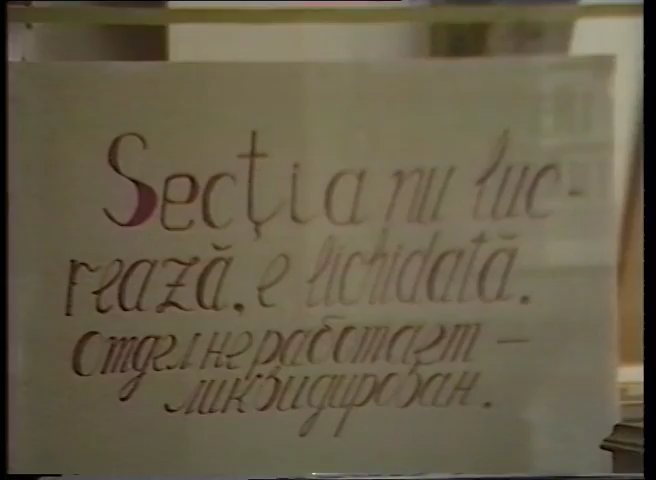 Secția nu luc-
rează, e lichidată.
Отдел не работает —
ликвидирован.